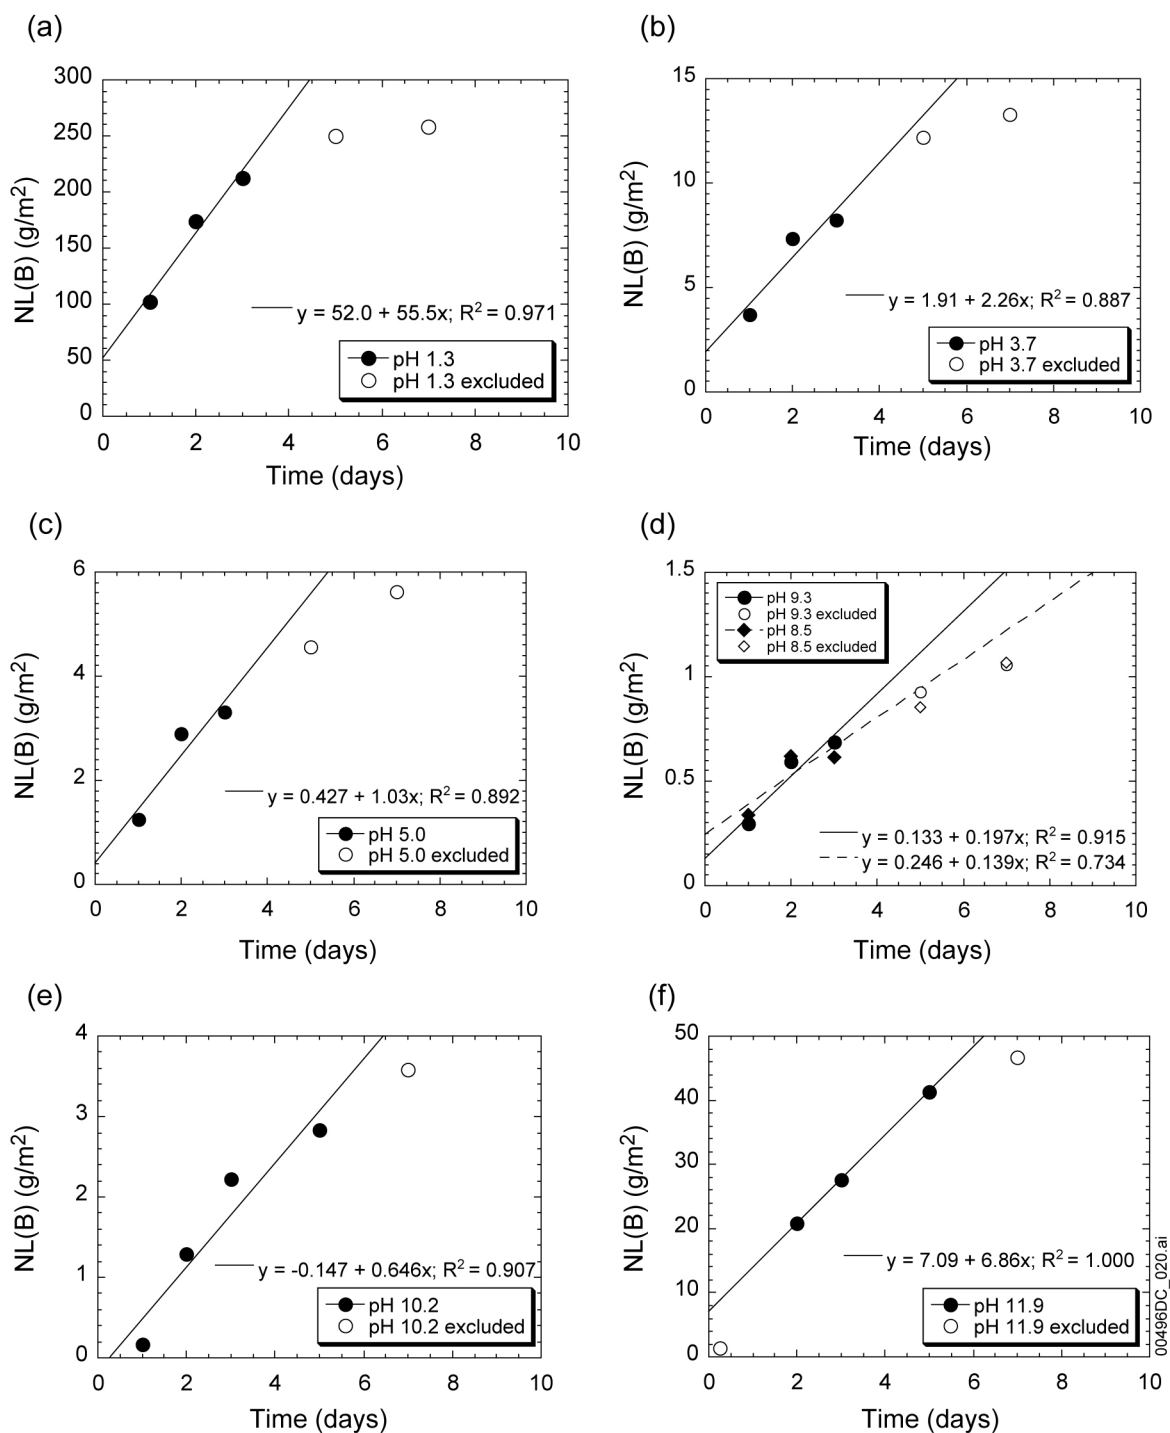 (a)
300
250
200
150
100
50
0
NL(B) (g/m²)
y = 52.0 + 55.5x; R² = 0.971
pH 1.3
pH 1.3 excluded
0 2 4 6 8 10
Time (days)
(b)
15
10
5
0
NL(B) (g/m²)
y = 1.91 + 2.26x; R² = 0.887
pH 3.7
pH 3.7 excluded
0 2 4 6 8 10
Time (days)
(c)
6
4
2
0
NL(B) (g/m²)
y = 0.427 + 1.03x; R² = 0.892
pH 5.0
pH 5.0 excluded
0 2 4 6 8 10
Time (days)
(d)
1.5
1
0.5
0
NL(B) (g/m²)
pH 9.3
pH 9.3 excluded
pH 8.5
pH 8.5 excluded
y = 0.133 + 0.197x; R² = 0.915
y = 0.246 + 0.139x; R² = 0.734
0 2 4 6 8 10
Time (days)
(e)
4
3
2
1
0
NL(B) (g/m²)
y = -0.147 + 0.646x; R² = 0.907
pH 10.2
pH 10.2 excluded
0 2 4 6 8 10
Time (days)
(f)
50
40
30
20
10
0
NL(B) (g/m²)
y = 7.09 + 6.86x; R² = 1.000
pH 11.9
pH 11.9 excluded
0 2 4 6 8 10
Time (days)
00496DC_020.ai